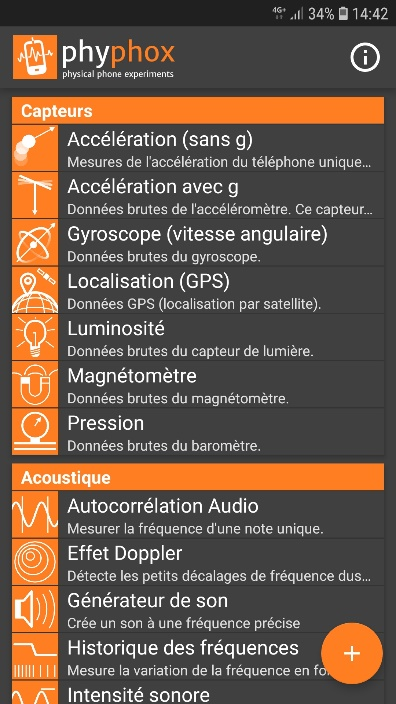 4G+ 34% 14:42
phyphox
physical phone experiments
Capteurs
Accélération (sans g)
Mesures de l'accélération du téléphone unique...
Accélération avec g
Données brutes de l'accéléromètre. Ce capteur...
Gyroscope (vitesse angulaire)
Données brutes du gyroscope.
Localisation (GPS)
Données GPS (localisation par satellite).
Luminosité
Données brutes du capteur de lumière.
Magnétomètre
Données brutes du magnétomètre.
Pression
Données brutes du baromètre.
Acoustique
Autocorrélation Audio
Mesurer la fréquence d'une note unique.
Effet Doppler
Détecte les petits décalages de fréquence dus...
Générateur de son
Crée un son à une fréquence précise
Historique des fréquences
Mesure la variation de la fréquence en fo
Intensité sonore